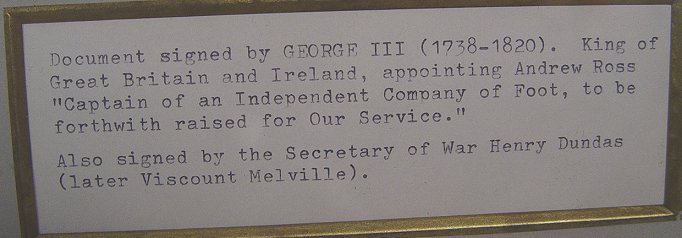 Document signed by GEORGE III (1738-1820).  King of
Great Britain and Ireland, appointing Andrew Ross
"Captain of an Independent Company of Foot, to be
forthwith raised for Our Service."
Also signed by the Secretary of War Henry Dundas
(later Viscount Melville).